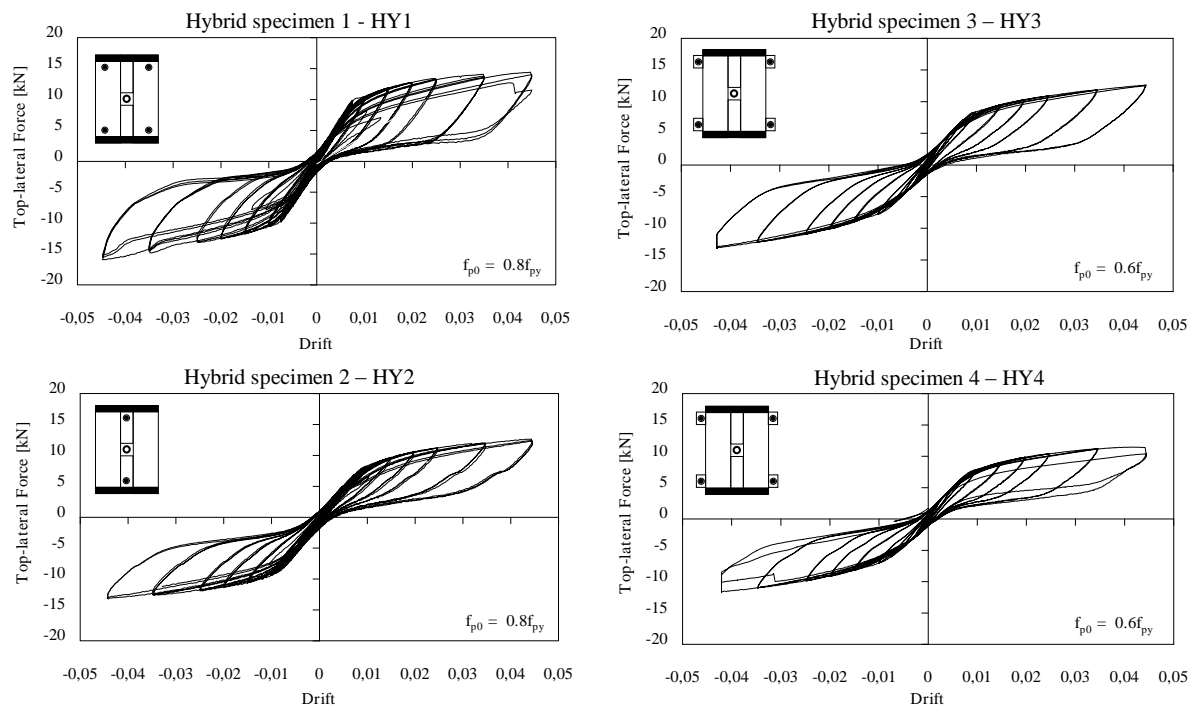 Hybrid specimen 1 - HY1
Top-lateral Force [kN]
20
15
10
5
0
-5
-10
-15
-20
f_p0 = 0.8f_py
-0,05 -0,04 -0,03 -0,02 -0,01 0 0,01 0,02 0,03 0,04 0,05
Drift
Hybrid specimen 3 – HY3
Top-lateral Force [kN]
20
15
10
5
0
-5
-10
-15
-20
f_p0 = 0.6f_py
-0,05 -0,04 -0,03 -0,02 -0,01 0 0,01 0,02 0,03 0,04 0,05
Drift
Hybrid specimen 2 – HY2
Top-lateral Force [kN]
20
15
10
5
0
-5
-10
-15
-20
f_p0 = 0.8f_py
-0,05 -0,04 -0,03 -0,02 -0,01 0 0,01 0,02 0,03 0,04 0,05
Drift
Hybrid specimen 4 – HY4
Top-lateral Force [kN]
20
15
10
5
0
-5
-10
-15
-20
f_p0 = 0.6f_py
-0,05 -0,04 -0,03 -0,02 -0,01 0 0,01 0,02 0,03 0,04 0,05
Drift